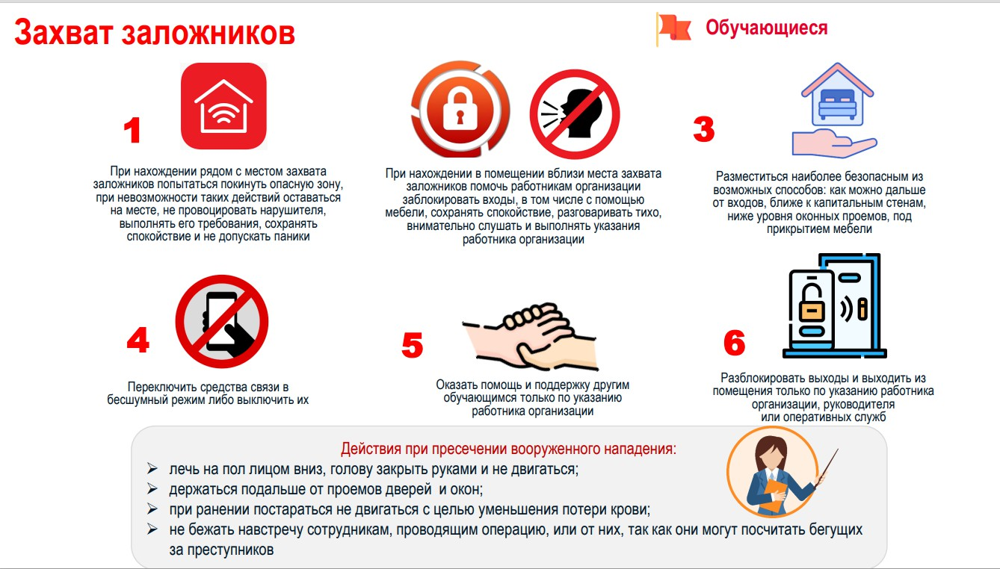 Захват заложников
Обучающиеся
1
При нахождении рядом с местом захвата
заложников попытаться покинуть опасную зону,
при невозможности таких действий оставаться
на месте, не провоцировать нарушителя,
выполнять его требования, сохранять
спокойствие и не допускать паники
При нахождении в помещении вблизи места захвата
заложников помочь работникам организации
заблокировать входы, в том числе с помощью
мебели, сохранять спокойствие, разговаривать тихо,
внимательно слушать и выполнять указания
работника организации
3
Разместиться наиболее безопасным из
возможных способов: как можно дальше
от входов, ближе к капитальным стенам,
ниже уровня оконных проемов, под
прикрытием мебели
4
Переключить средства связи в
бесшумный режим либо выключить их
5
Оказать помощь и поддержку другим
обучающимся только по указанию
работника организации
6
Разблокировать выходы и выходить из
помещения только по указанию работника
организации, руководителя
или оперативных служб
Действия при пресечении вооруженного нападения:
лечь на пол лицом вниз, голову закрыть руками и не двигаться;
держаться подальше от проемов дверей и окон;
при ранении постараться не двигаться с целью уменьшения потери крови;
не бежать навстречу сотрудникам, проводящим операцию, или от них, так как они могут посчитать бегущих
за преступников